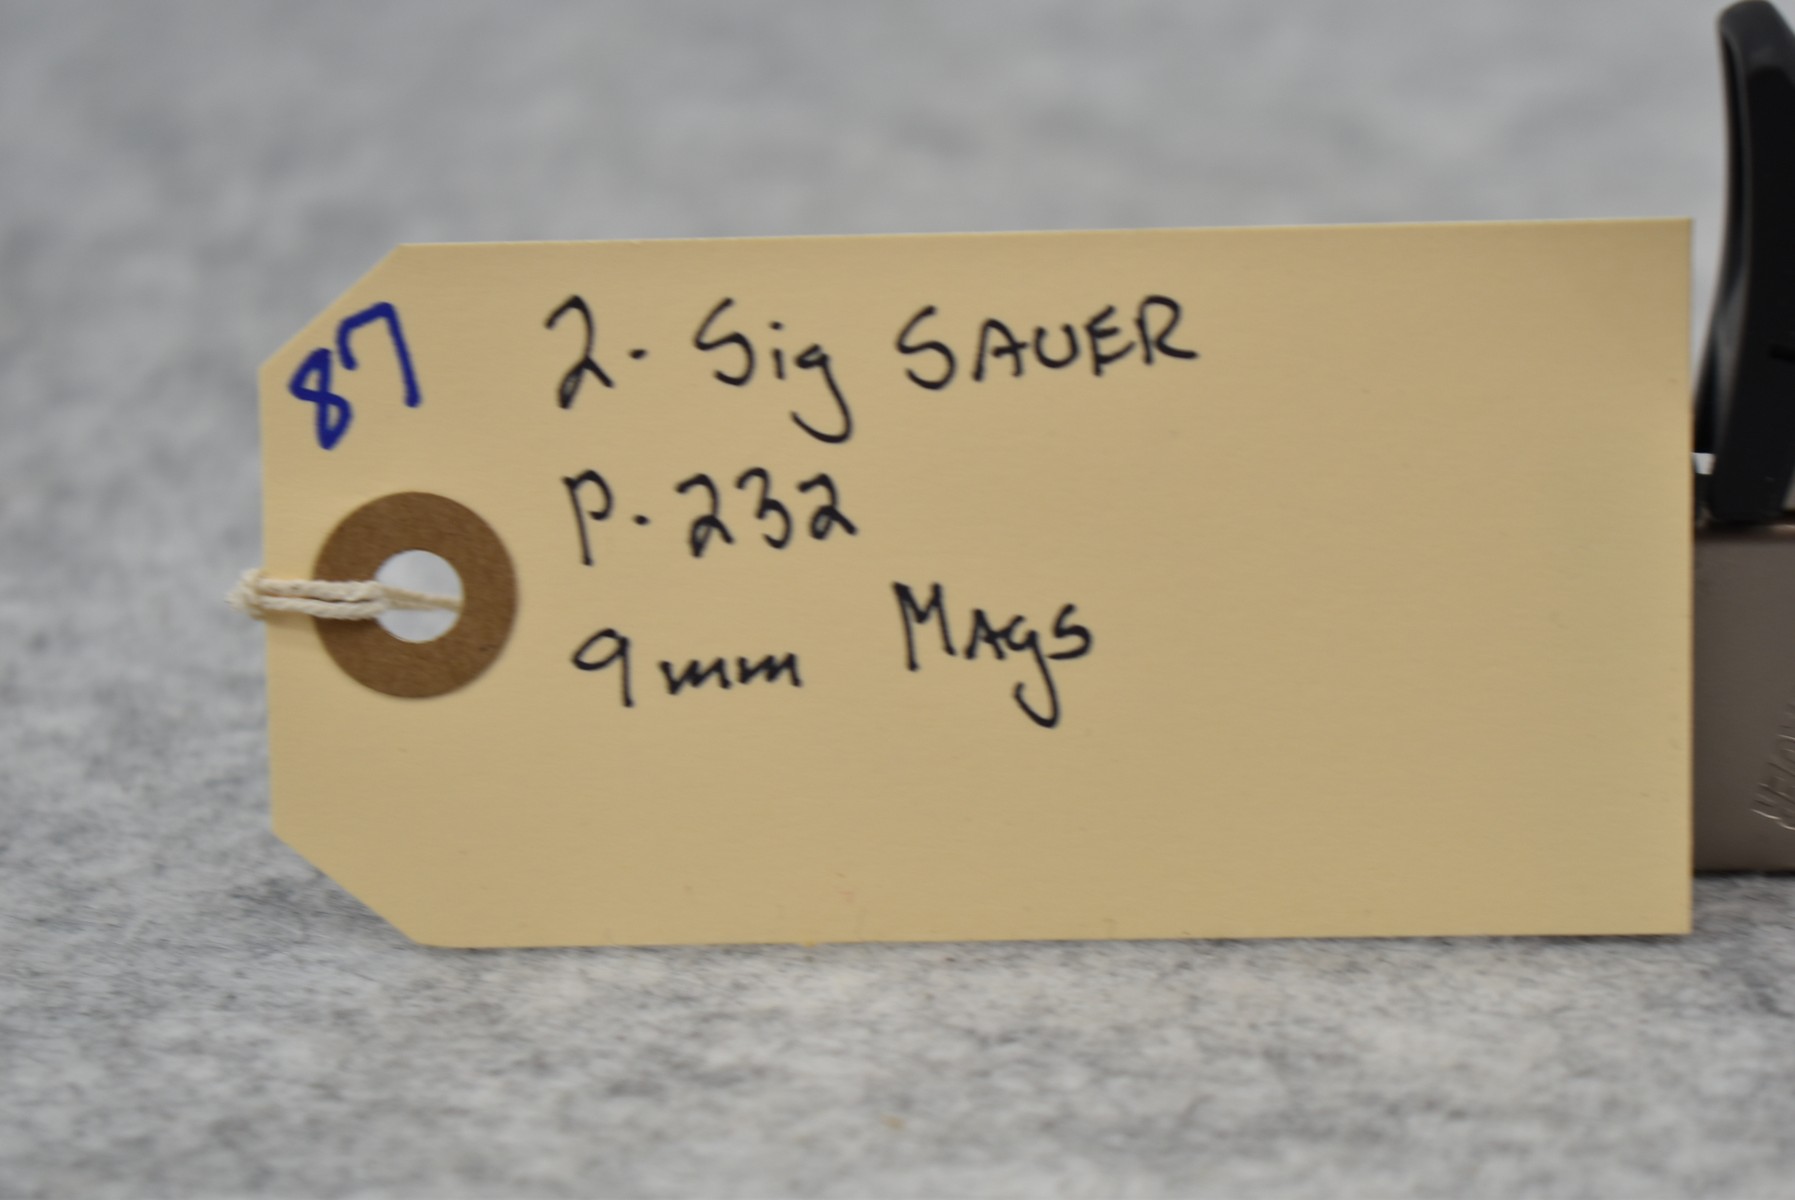 87
2- Sig SAUER
P-232
9mm MAgS